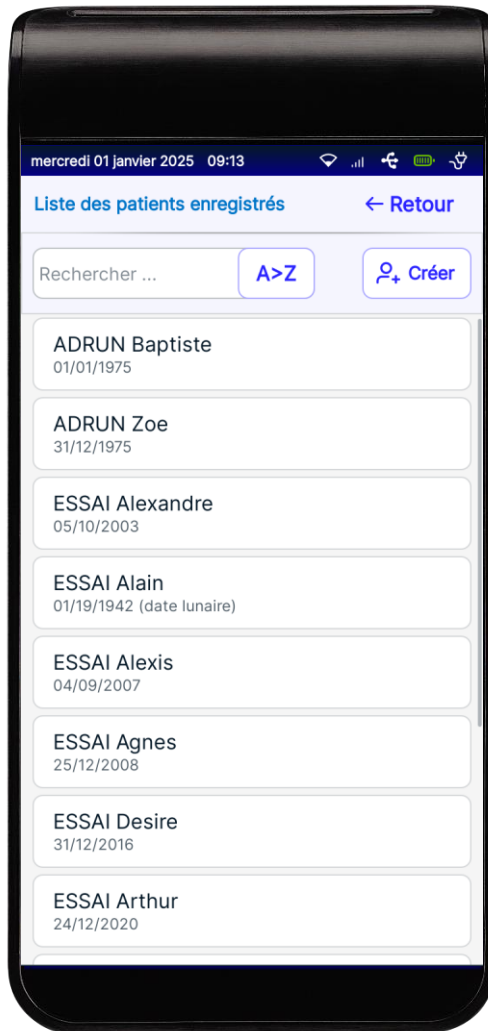 mercredi 01 janvier 2025 09:13
Liste des patients enregistrés
← Retour
Rechercher ...
A>Z
Créer
ADRUN Baptiste
01/01/1975
ADRUN Zoe
31/12/1975
ESSAI Alexandre
05/10/2003
ESSAI Alain
01/19/1942 (date lunaire)
ESSAI Alexis
04/09/2007
ESSAI Agnes
25/12/2008
ESSAI Desire
31/12/2016
ESSAI Arthur
24/12/2020